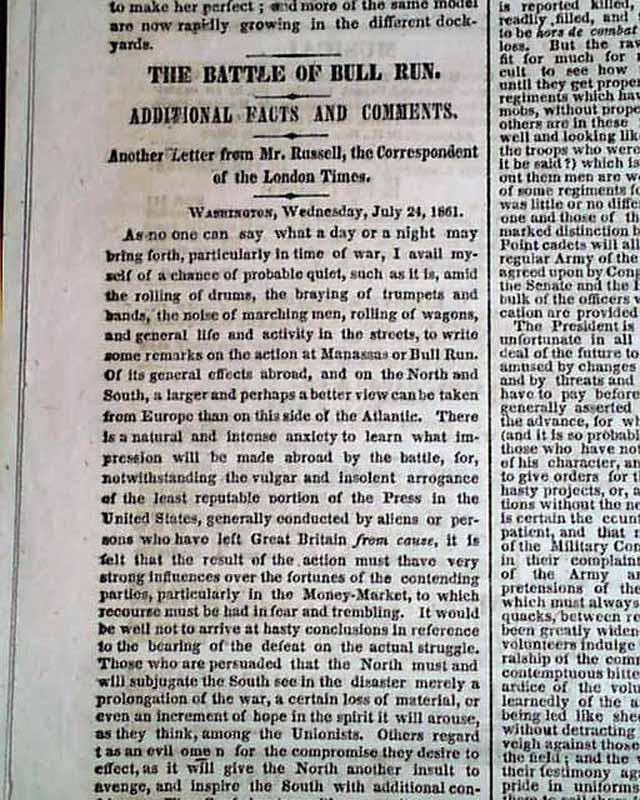 to make her perfect ; and more of the same model
are now rapidly growing in the different dock-
yards.
THE BATTLE OF BULL RUN.
ADDITIONAL FACTS AND COMMENTS.
Another Letter from Mr. Russell, the Correspondent
of the London Times.
WASHINGTON, Wednesday, July 24, 1861.
As no one can say what a day or a night may
bring forth, particularly in time of war, I avail my-
self of a chance of probable quiet, such as it is, amid
the rolling of drums, the braying of trumpets and
bands, the noise of marching men, rolling of wagons,
and general life and activity in the streets, to write
some remarks on the action at Manassas or Bull Run.
Of its general effects abroad, and on the North and
South, a larger and perhaps a better view can be taken
from Europe than on this side of the Atlantic. There
is a natural and intense anxiety to learn what im-
pression will be made abroad by the battle, for,
notwithstanding the vulgar and insolent arrogance
of the least reputable portion of the Press in the
United States, generally conducted by aliens or per-
sons who have left Great Britain from cause, it is
felt that the result of the action must thave very
strong influences over the fortunes of the contending
parties, particularly in the Money-Market, to which
recourse must be had in fear and trembling. It would
be well not to arrive at hasty conclusions in reference
to the bearing of the defeat on the actual struggle.
Those who are persuaded that the North must and
will subjugate the South see in the disaster merely a
prolongation of the war, a certain loss of material, or
even an increment of hope in the spirit it will arouse,
as they think, among the Unionists. Others regard
t as an evil ome n for the compromise they desire to
effect, as it will give the North another insult to
avenge, and inspire the South with additional con-
is reported killed,
readily filled, and
to be hors de combat
loss. But the
fit for much for
cult to see how
until they get proper
regiments which hav
mobs, without prope
others are in these
well and looking lik
the troops who were
it be said?) which is
out them men are w
of some regiments f
was little or no diffe
one and those of th
marked distinction b
Point cadets will all
regular Army of the
agreed upon by Con
the Senate and the
bulk of the officers
cation are provided
The President is
unfortunate in all
deal of the future to
amused by changes
and by threats and
have to pay before
generally asserted
the advance, for wh
(and it is so probabl
those who have not
of his character, an
to give orders for t
hasty projects, or, a
tions without the ne
is certain the coun
patient, and that
of the Military Com
in their complain
of the Army an
pretensions of the
which must always
quacks, between re
been greatly widen
volunteers indulge
ralship of the com
contemptuous bitte
ardice of the volu
learnedly of the a
being led like shee
without detracting
veigh against those
the field ; and the
their testimony ag
pride in uniform